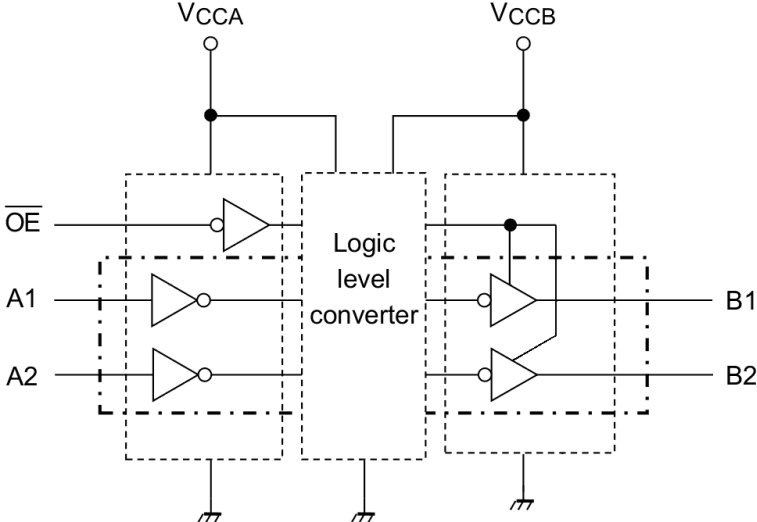 VCCA
VCCB
OE
Logic
level
converter
A1
B1
A2
B2